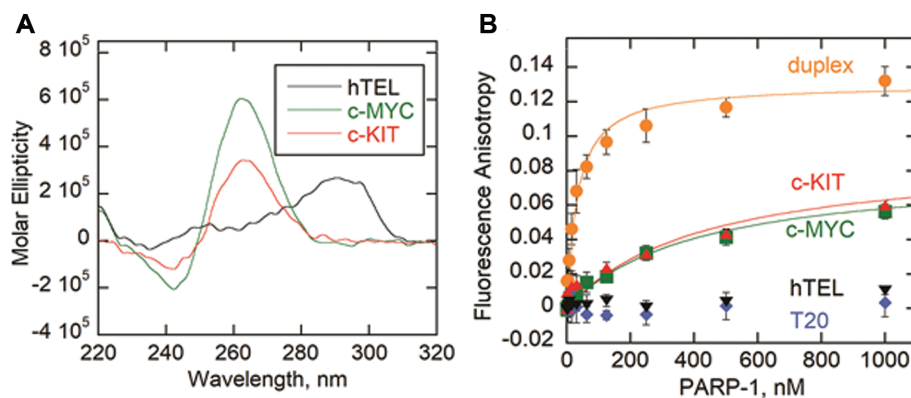 A
8 10⁵
6 10⁵
4 10⁵
2 10⁵
0
-2 10⁵
-4 10⁵
Molar Ellipticity
hTEL
c-MYC
c-KIT
220 240 260 280 300 320
Wavelength, nm
B
0.14
0.12
0.1
0.08
0.06
0.04
0.02
0
-0.02
Fluorescence Anisotropy
duplex
c-KIT
c-MYC
hTEL
T20
0 200 400 600 800 1000
PARP-1, nM